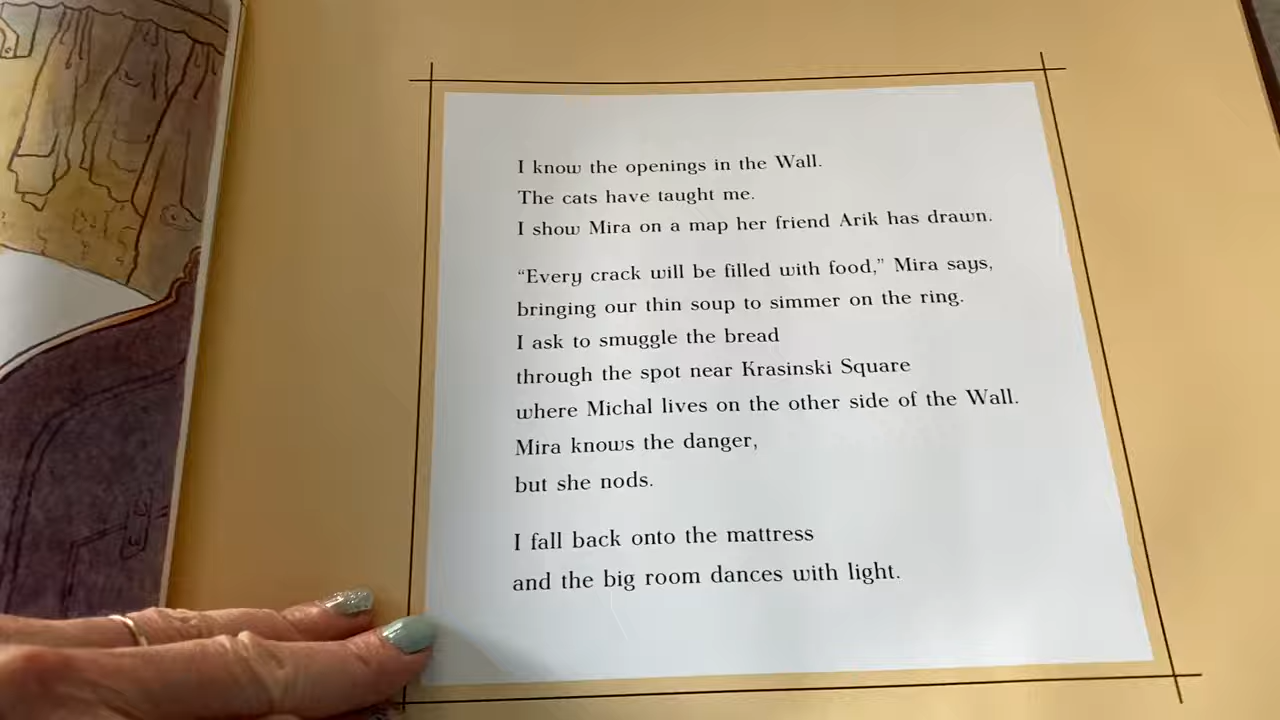 I know the openings in the Wall.
The cats have taught me.
I show Mira on a map her friend Arik has drawn.
“Every crack will be filled with food,” Mira says,
bringing our thin soup to simmer on the ring.
I ask to smuggle the bread
through the spot near Krasinski Square
where Michal lives on the other side of the Wall.
Mira knows the danger,
but she nods.
I fall back onto the mattress
and the big room dances with light.